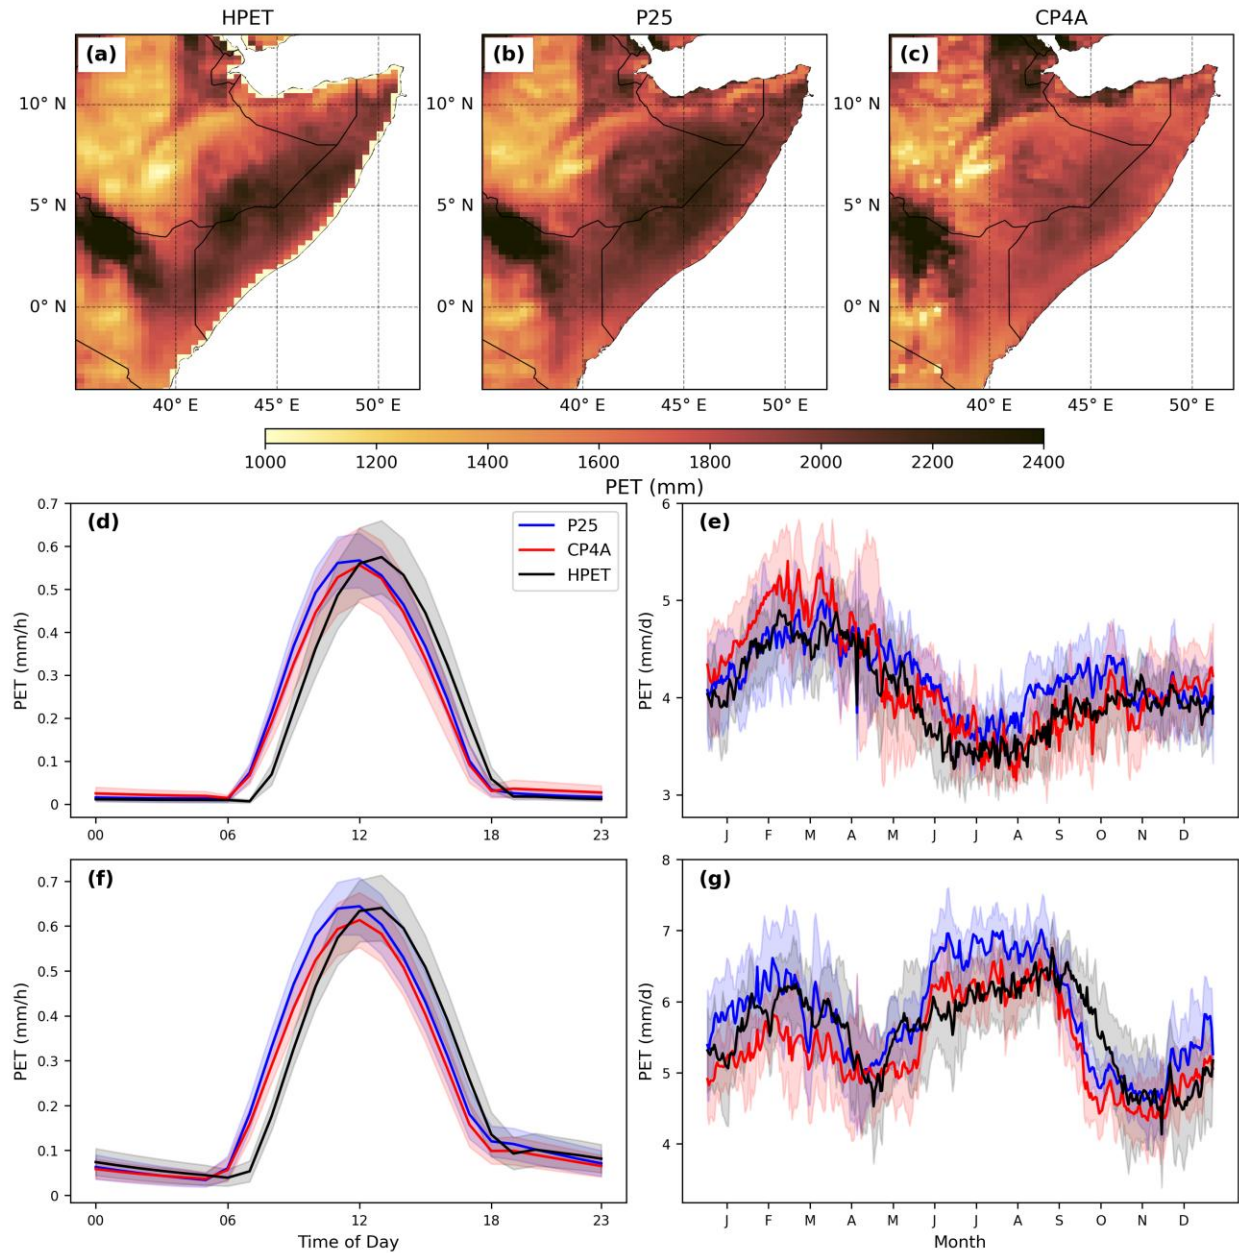 HPET P25 CP4A
(a) (b) (c)
10° N 10° N 10° N
5° N 5° N 5° N
0° N 0° N 0° N
40° E 45° E 50° E 40° E 45° E 50° E 40° E 45° E 50° E
1000 1200 1400 1600 1800 2000 2200 2400
PET (mm)
(d)
P25
CP4A
HPET
PET (mm/h)
0.7
0.6
0.5
0.4
0.3
0.2
0.1
0
00 06 12 18 23
(e)
PET (mm/d)
6
5
4
3
J F M A M J J A S O N D
(f)
PET (mm/h)
0.7
0.6
0.5
0.4
0.3
0.2
0.1
0
00 06 12 18 23
Time of Day
(g)
PET (mm/d)
8
7
6
5
4
J F M A M J J A S O N D
Month